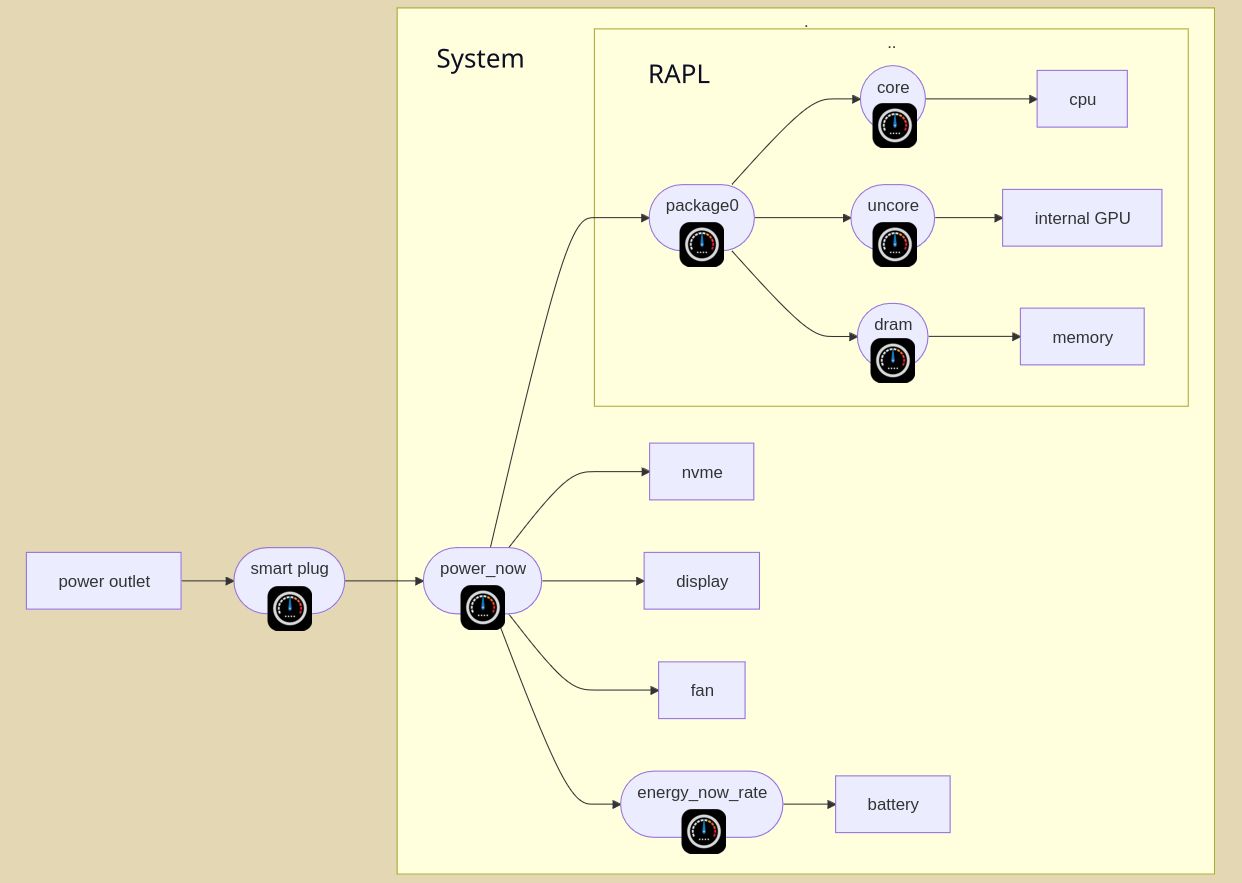 .
..
System
RAPL
core
cpu
package0
uncore
internal GPU
dram
memory
nvme
power outlet
smart plug
power_now
display
fan
energy_now_rate
battery